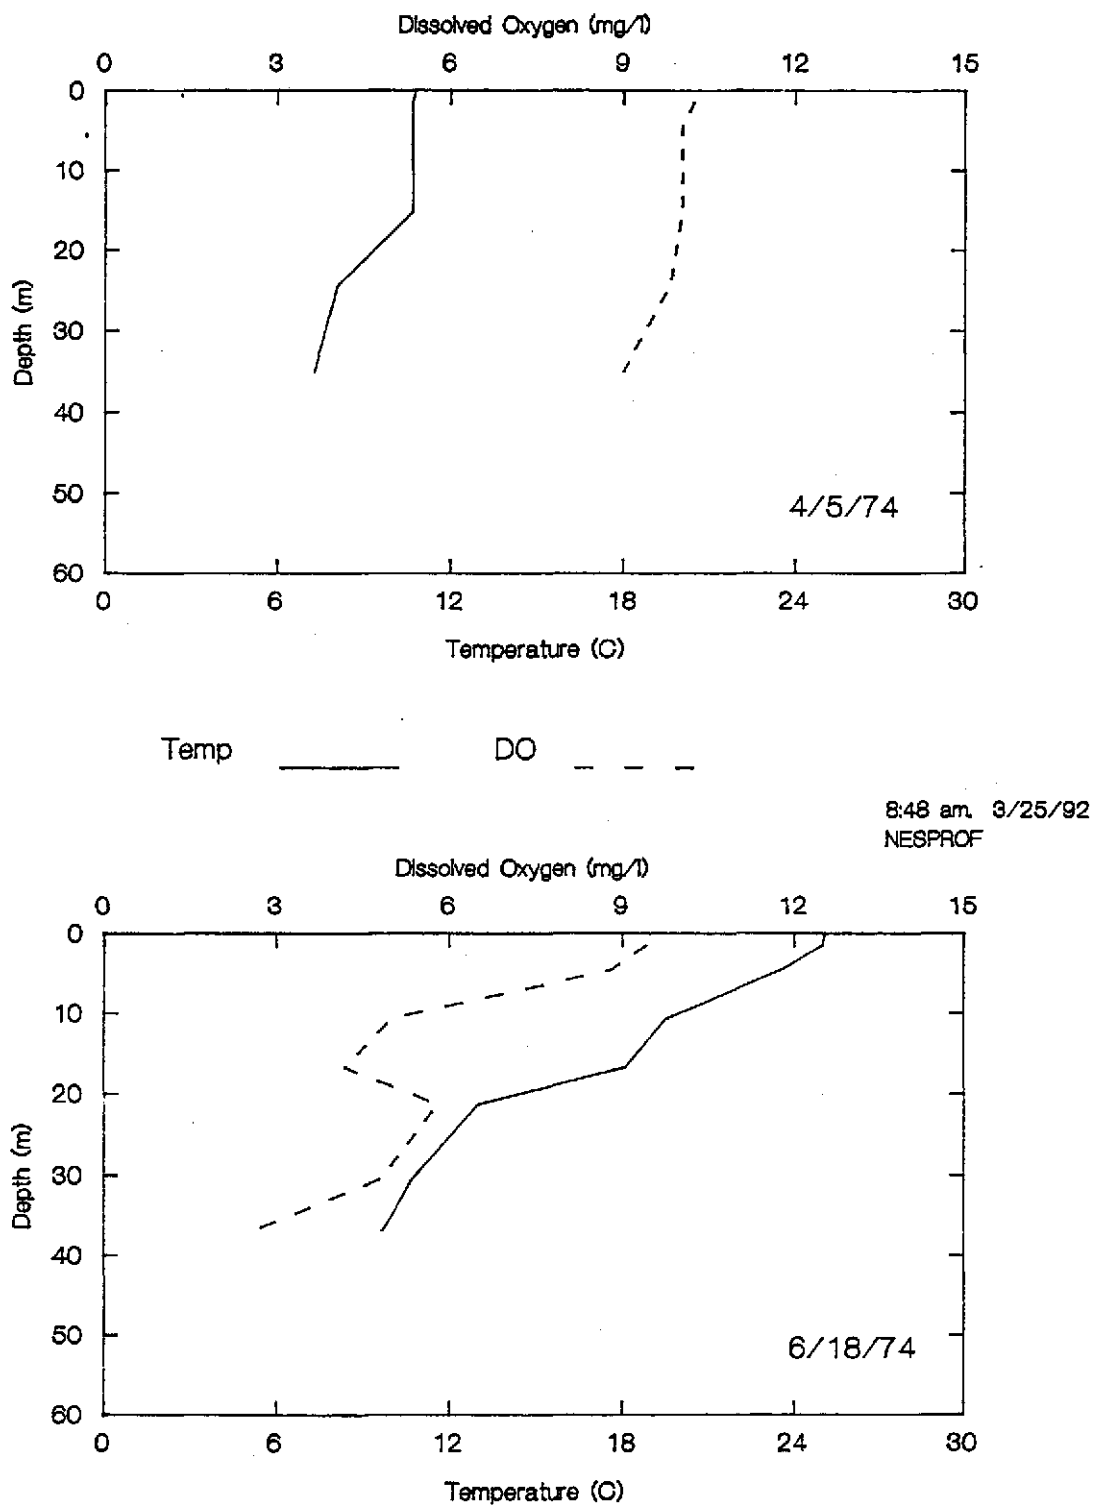 Dissolved Oxygen (mg/l)
0 3 6 9 12 15
0
10
20
30
40
50
60
Depth (m)
4/5/74
0 6 12 18 24 30
Temperature (C)
Temp DO
8:48 am. 3/25/92
NESPROF
Dissolved Oxygen (mg/l)
0 3 6 9 12 15
0
10
20
30
40
50
60
Depth (m)
6/18/74
0 6 12 18 24 30
Temperature (C)